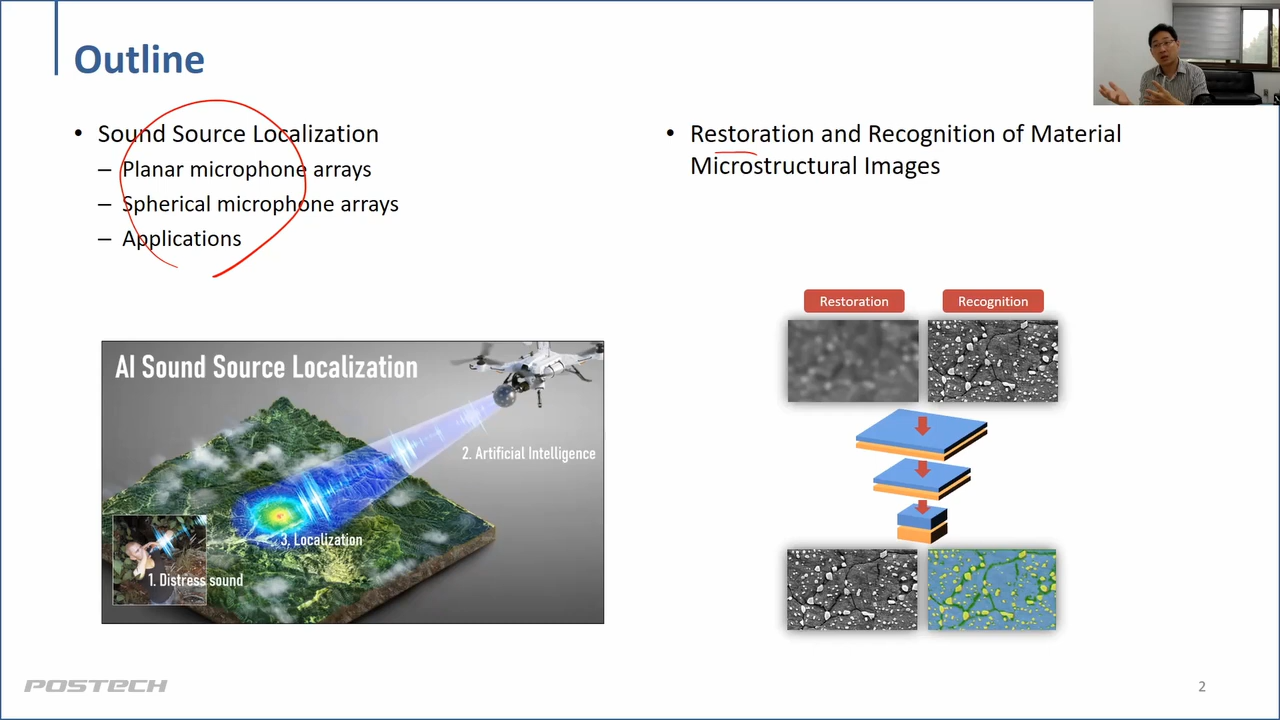 Outline
• Sound Source Localization
– Planar microphone arrays
– Spherical microphone arrays
– Applications
• Restoration and Recognition of Material
Microstructural Images
AI Sound Source Localization
2. Artificial Intelligence
3. Localization
1. Distress sound
Restoration
Recognition
POSTECH
2